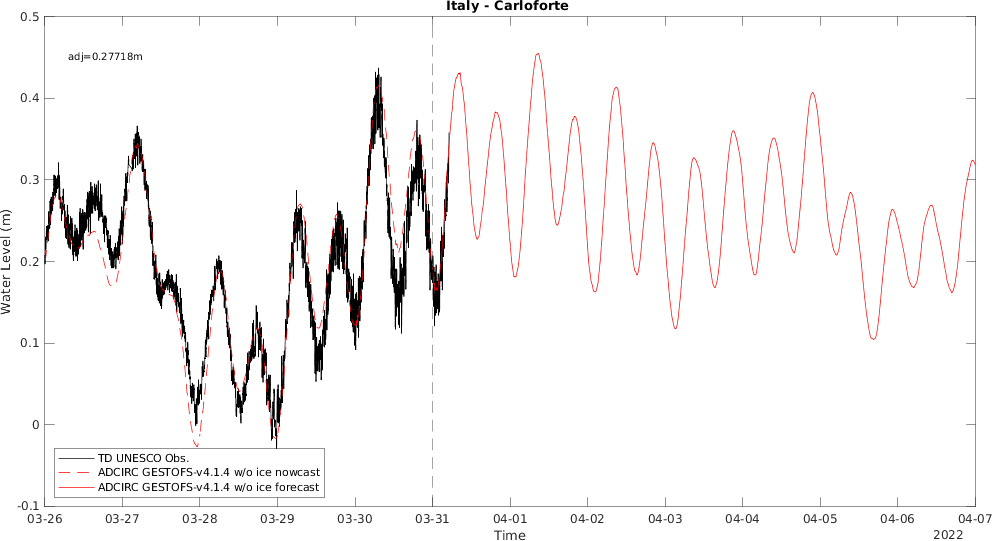 Italy - Carloforte
adj=0.27718m
0.5
0.4
0.3
0.2
0.1
0
-0.1
Water Level (m)
TD UNESCO Obs.
ADCIRC GESTOFS-v4.1.4 w/o ice nowcast
ADCIRC GESTOFS-v4.1.4 w/o ice forecast
03-26 03-27 03-28 03-29 03-30 03-31 04-01 04-02 04-03 04-04 04-05 04-06 04-07
Time
2022